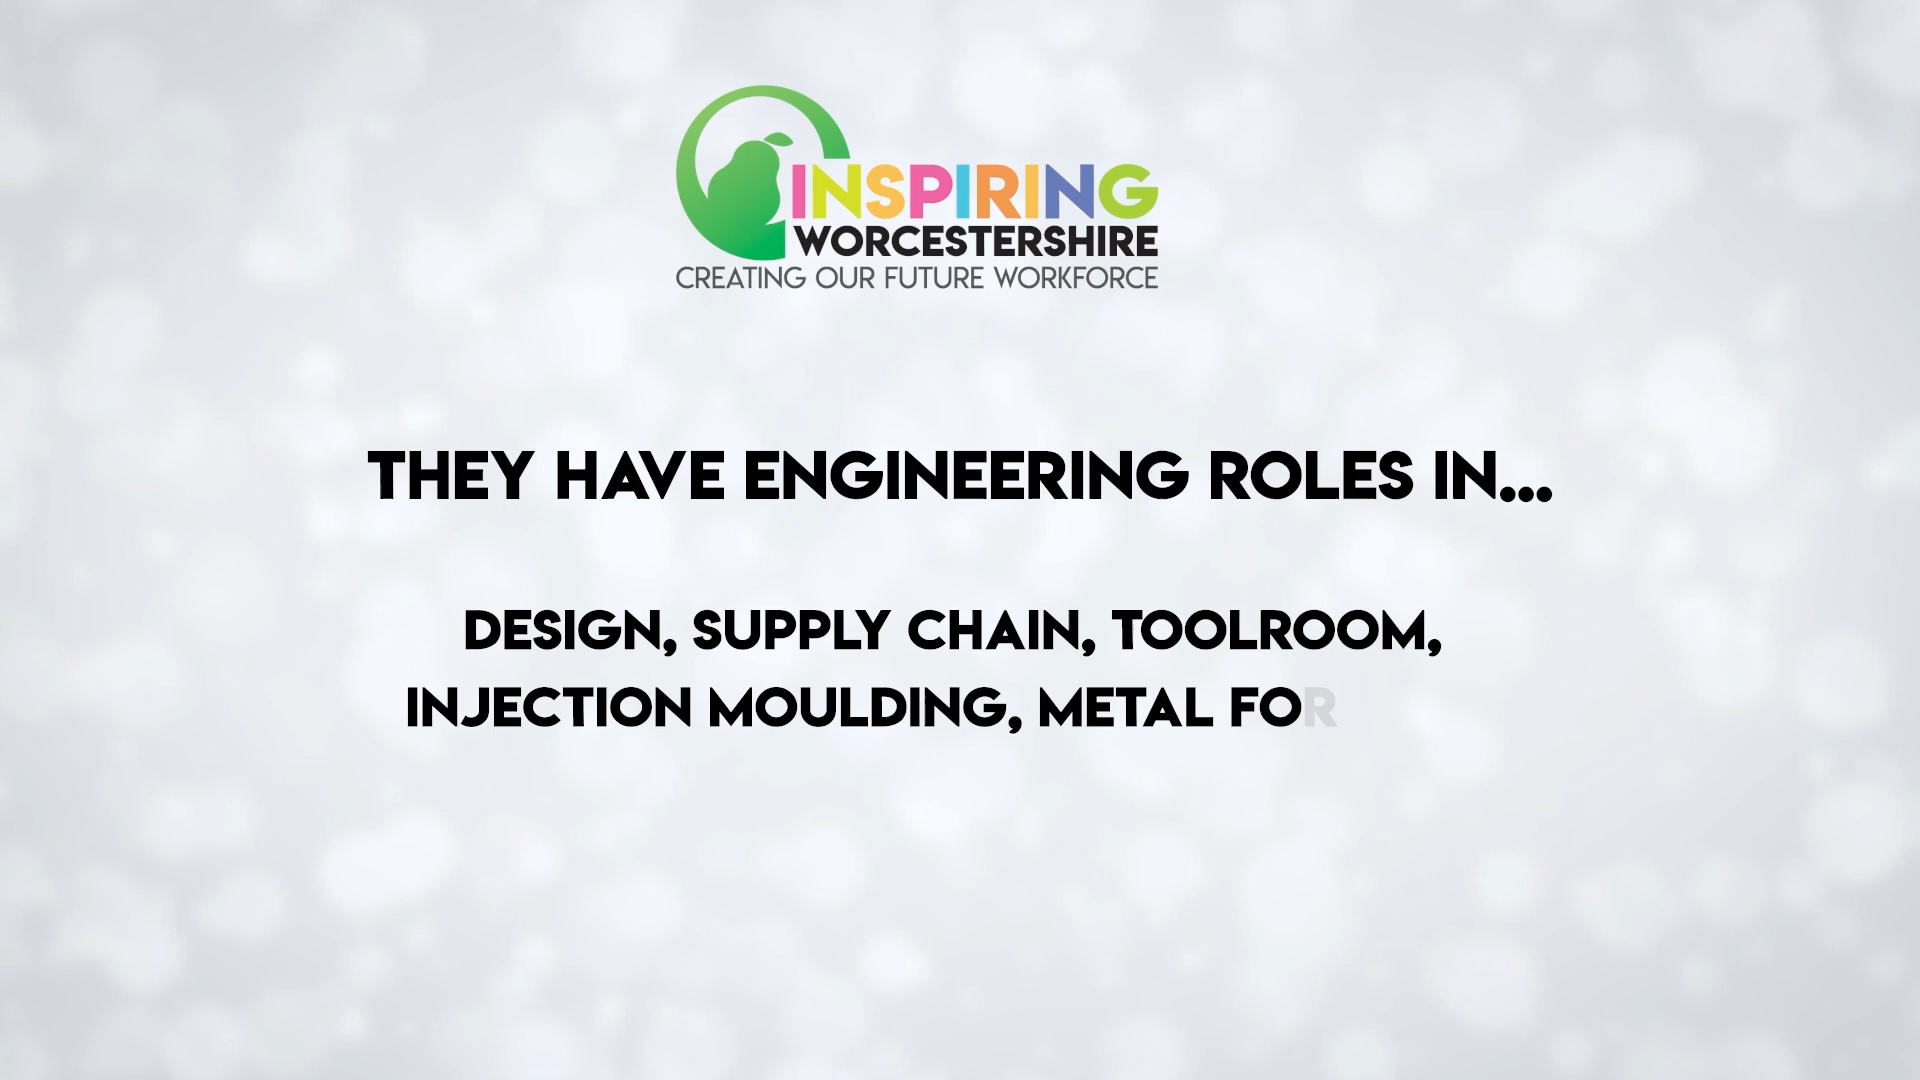 INSPIRING
WORCESTERSHIRE
CREATING OUR FUTURE WORKFORCE
THEY HAVE ENGINEERING ROLES IN...
DESIGN, SUPPLY CHAIN, TOOLROOM,
INJECTION MOULDING, METAL FOR